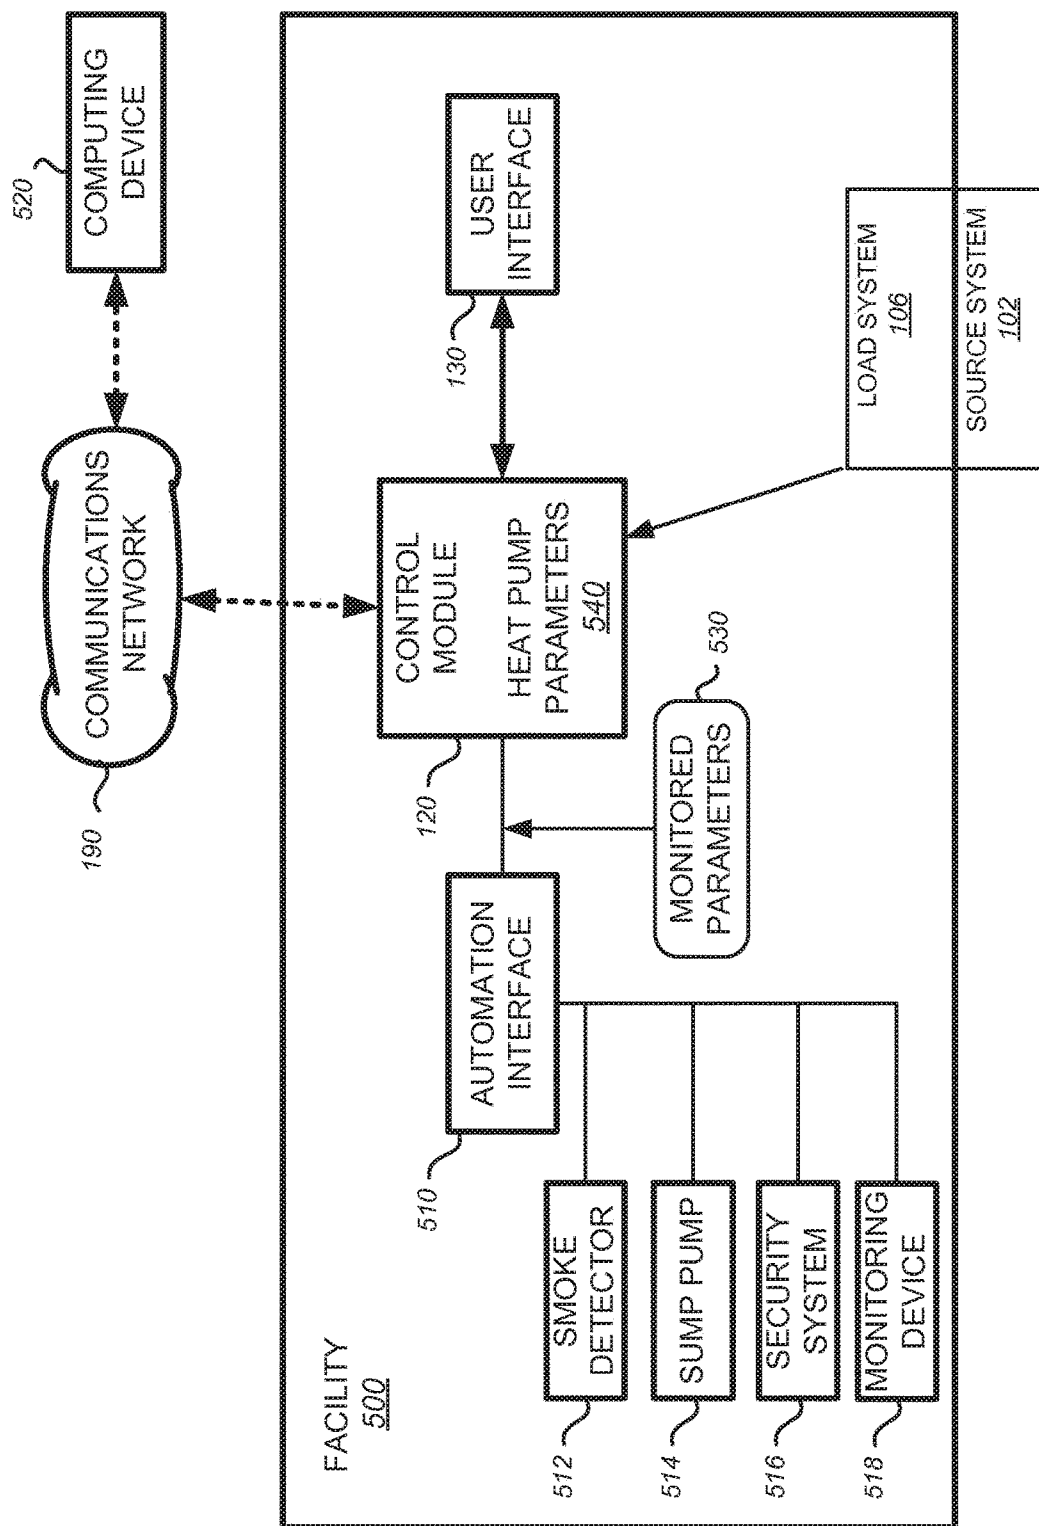 COMPUTING
DEVICE
520
COMMUNICATIONS
NETWORK
190
FACILITY
500
USER
INTERFACE
130
CONTROL
MODULE
HEAT PUMP
PARAMETERS
540
120
AUTOMATION
INTERFACE
510
MONITORED
PARAMETERS
530
LOAD SYSTEM
106
SOURCE SYSTEM
102
SMOKE
DETECTOR
512
SUMP PUMP
514
SECURITY
SYSTEM
516
MONITORING
DEVICE
518